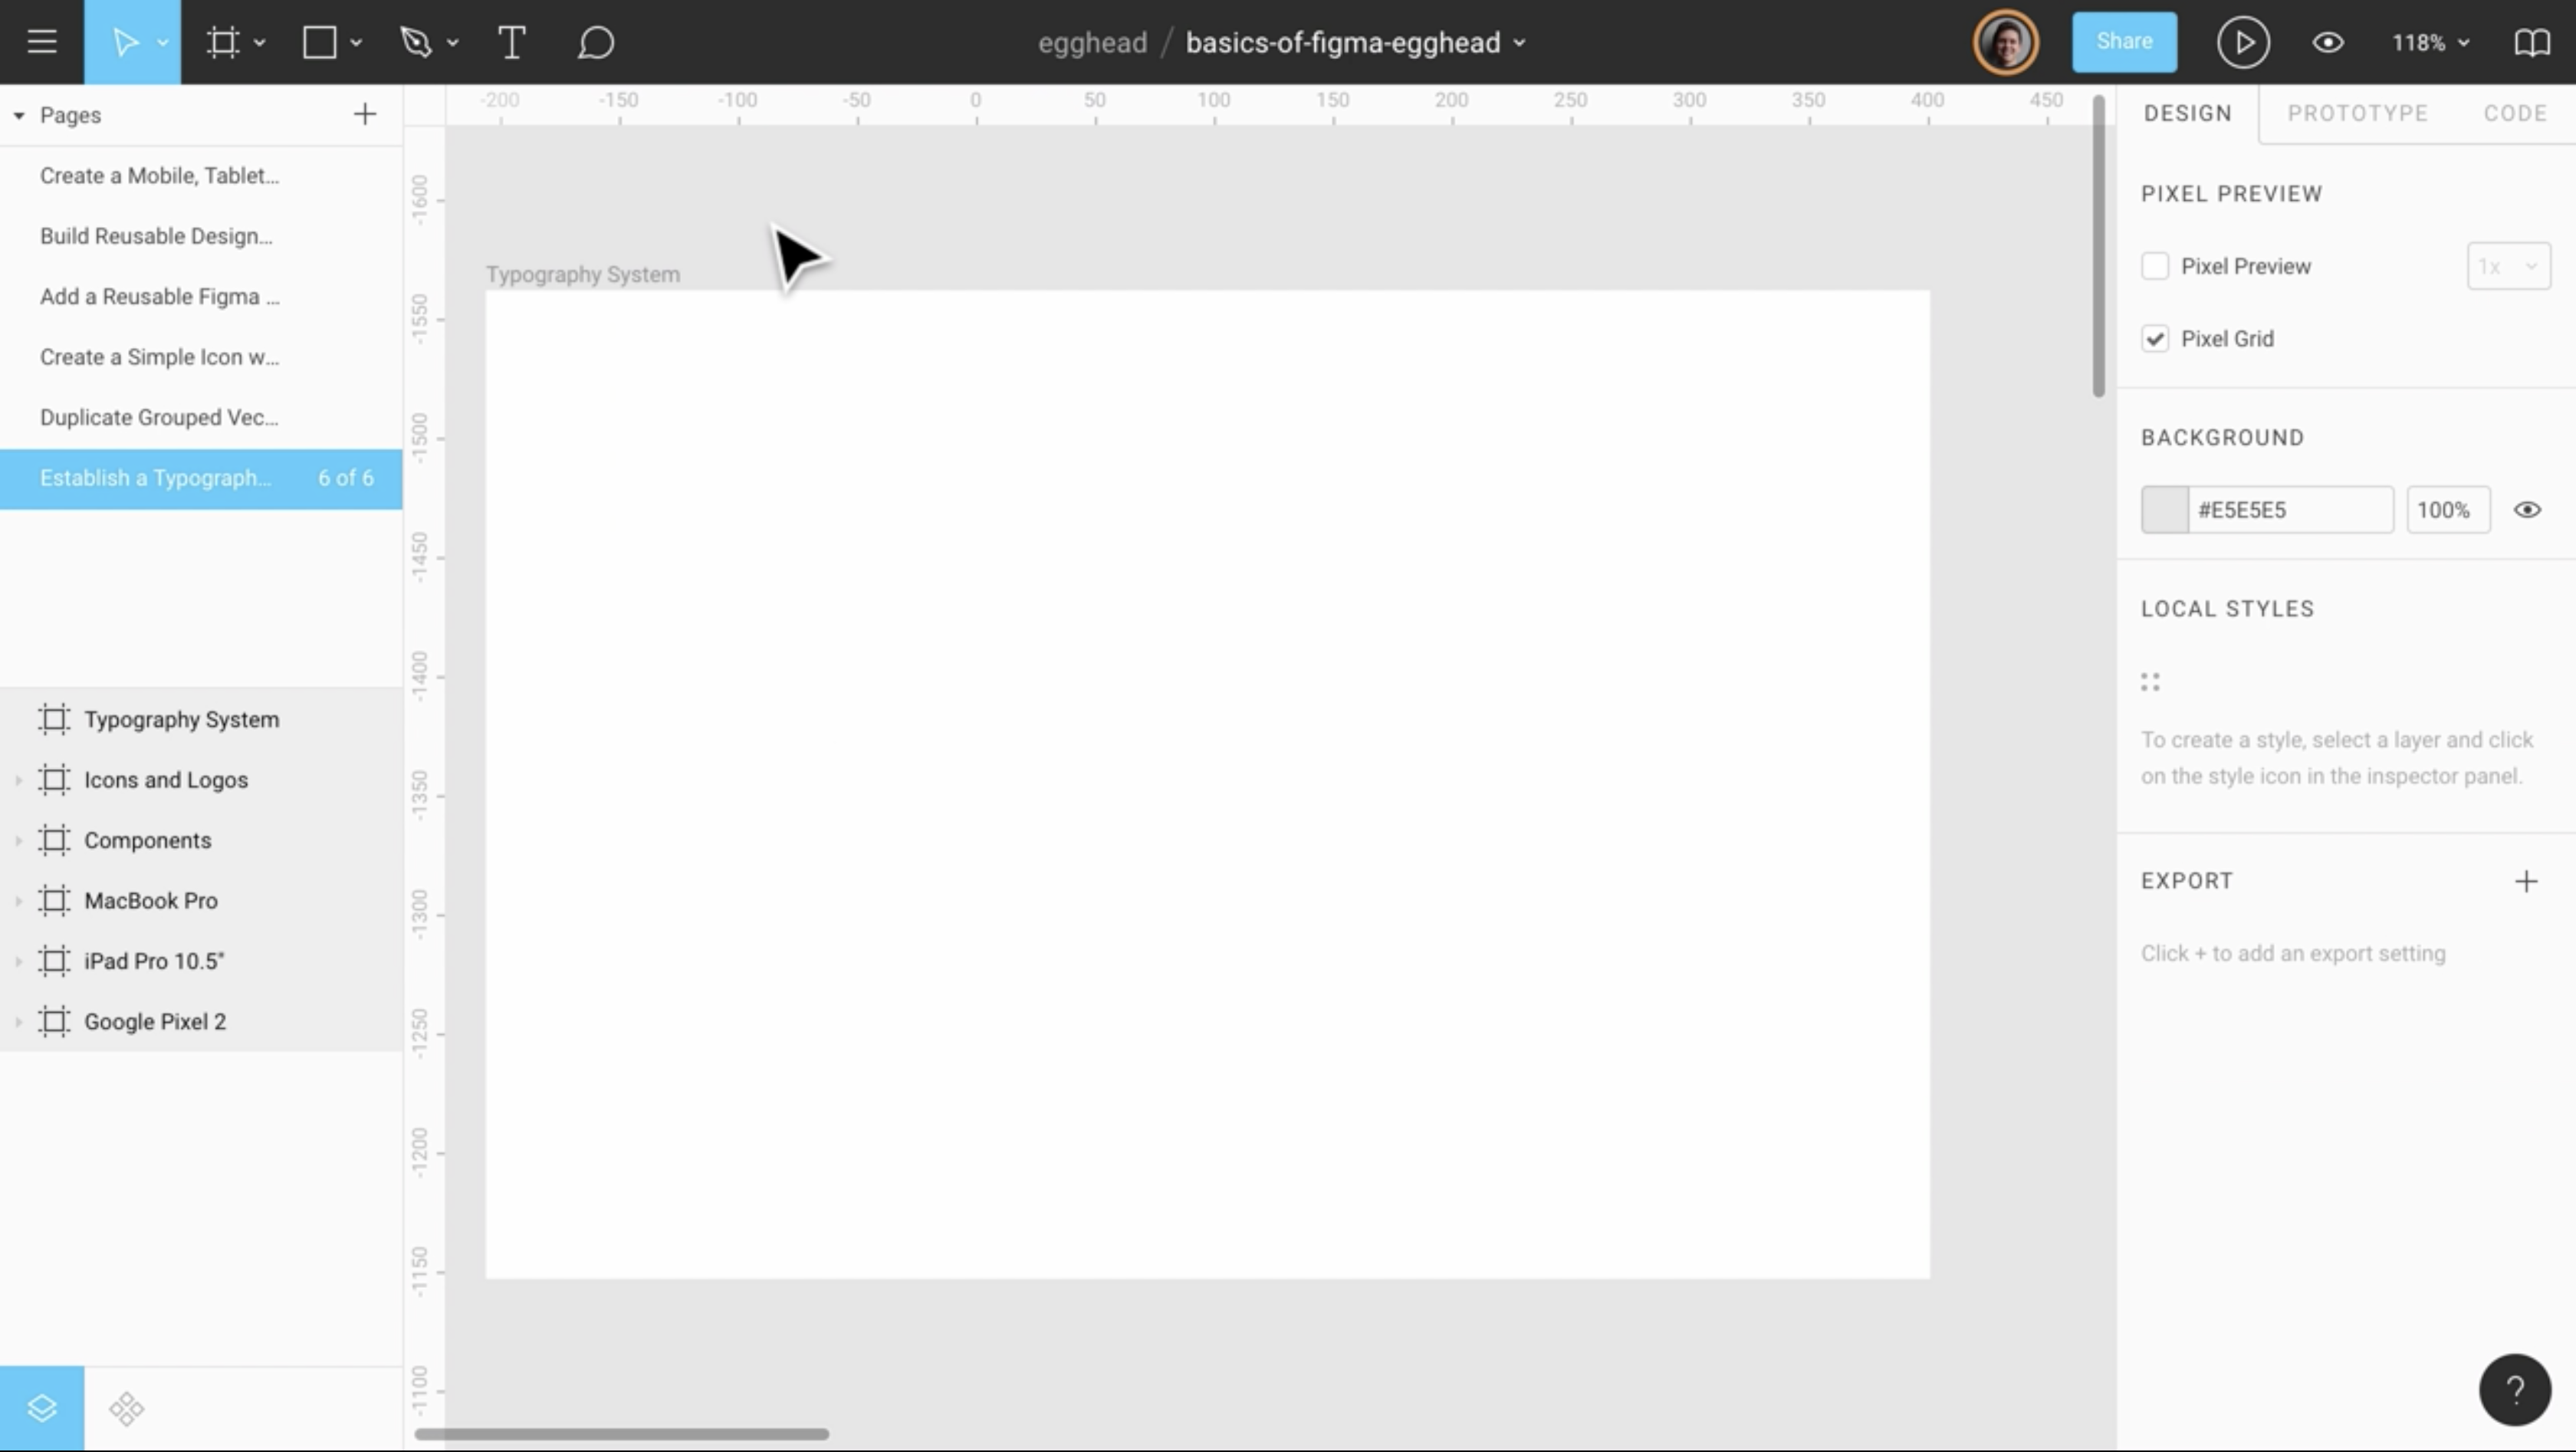 egghead / basics-of-figma-egghead
Share
118%
Pages
Create a Mobile, Tablet...
Build Reusable Design...
Add a Reusable Figma ...
Create a Simple Icon w...
Duplicate Grouped Vec...
Establish a Typograph... 6 of 6
Typography System
Icons and Logos
Components
MacBook Pro
iPad Pro 10.5"
Google Pixel 2
-200 -150 -100 -50 0 50 100 150 200 250 300 350 400 450
-1600
-1550
-1500
-1450
-1400
-1350
-1300
-1250
-1200
-1150
-1100
Typography System
DESIGN PROTOTYPE CODE
PIXEL PREVIEW
Pixel Preview 1x
Pixel Grid
BACKGROUND
#E5E5E5 100%
LOCAL STYLES
To create a style, select a layer and click
on the style icon in the inspector panel.
EXPORT +
Click + to add an export setting
?